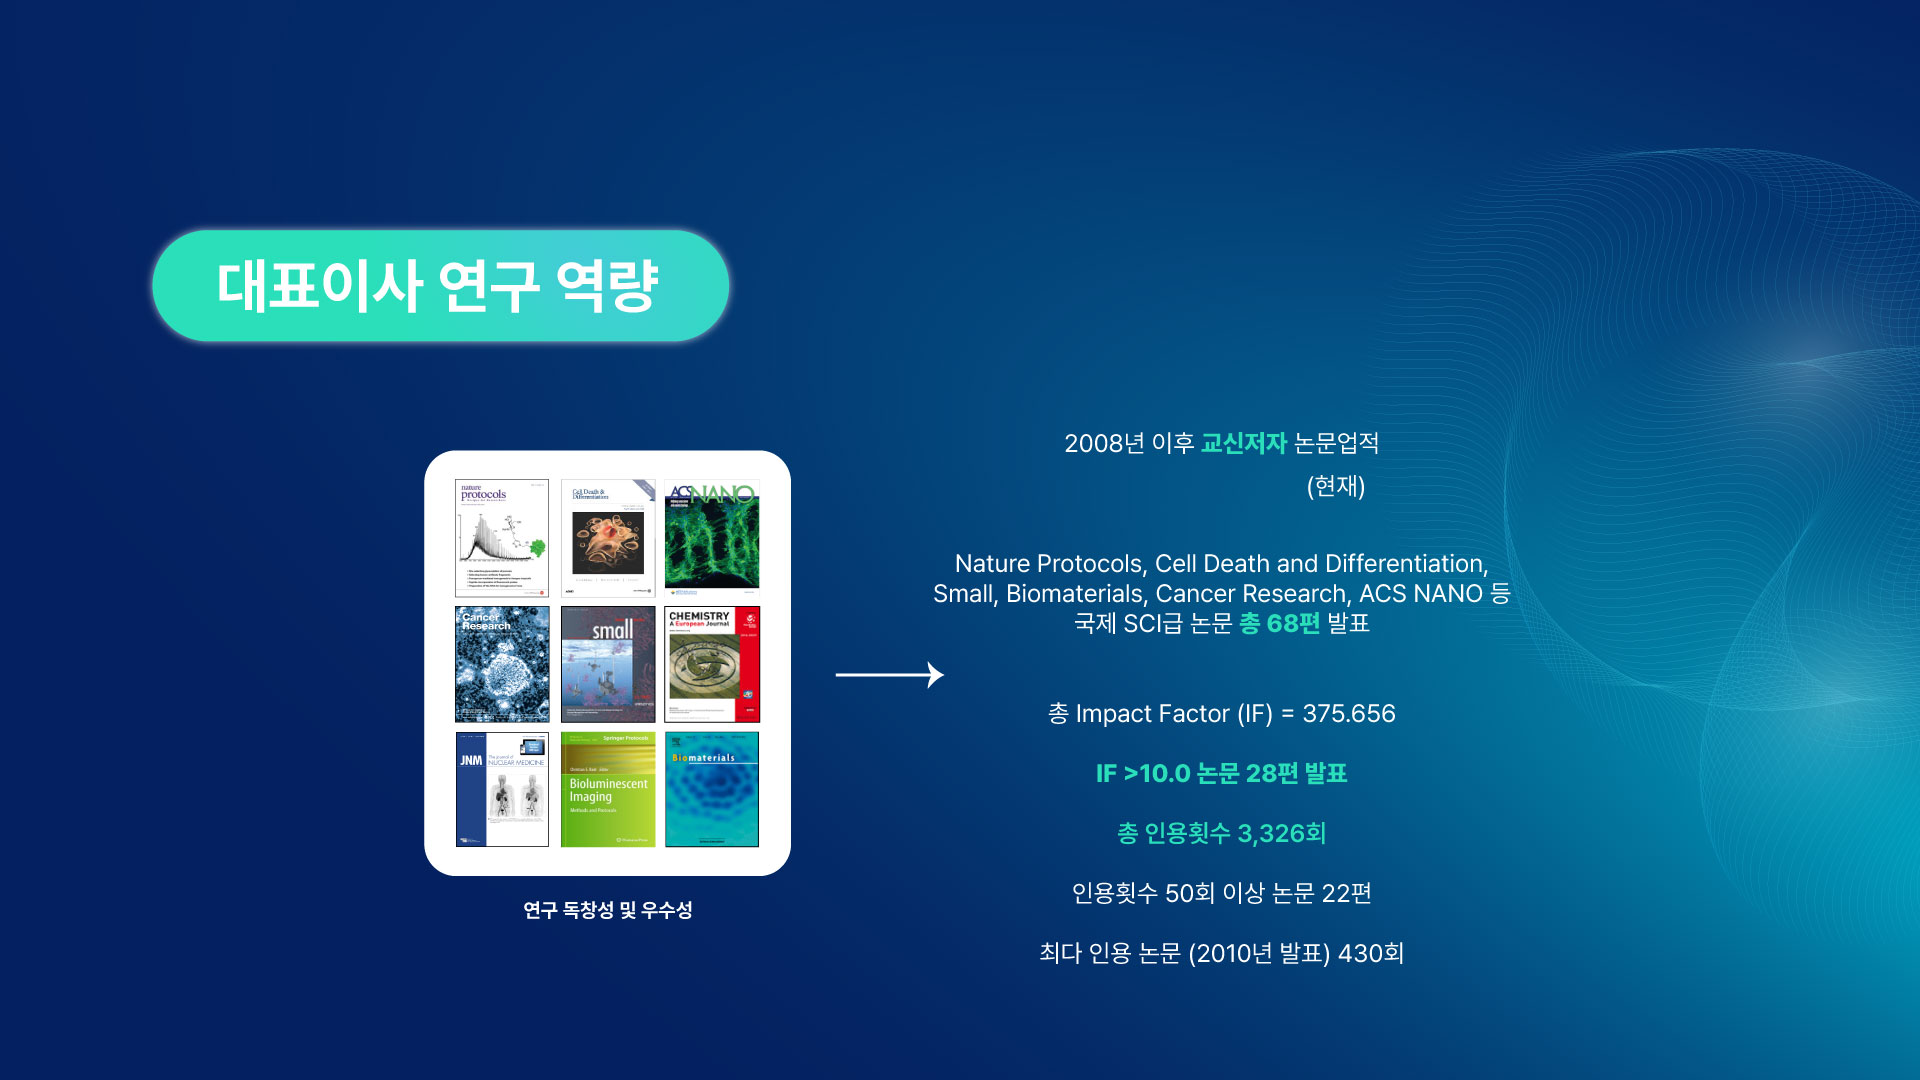 대표이사 연구 역량
nature
protocols
Cell Death &
Differentiation
ACSNANO
Cancer
Research
small
CHEMISTRY
A European Journal
JNM
The Journal of
NUCLEAR MEDICINE
Springer Protocols
Bioluminescent
Imaging
Methods and Protocols
Biomaterials
연구 독창성 및 우수성
2008년 이후 교신저자 논문업적
(현재)
Nature Protocols, Cell Death and Differentiation,
Small, Biomaterials, Cancer Research, ACS NANO 등
국제 SCI급 논문 총 68편 발표
총 Impact Factor (IF) = 375.656
IF >10.0 논문 28편 발표
총 인용횟수 3,326회
인용횟수 50회 이상 논문 22편
최다 인용 논문 (2010년 발표) 430회